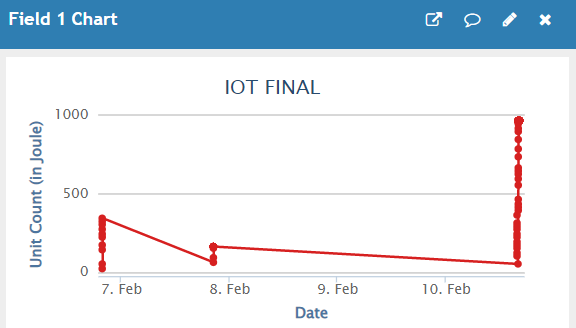 Field 1 Chart
IOT FINAL
Unit Count (in Joule)
1000
500
0
7. Feb 8. Feb 9. Feb 10. Feb
Date